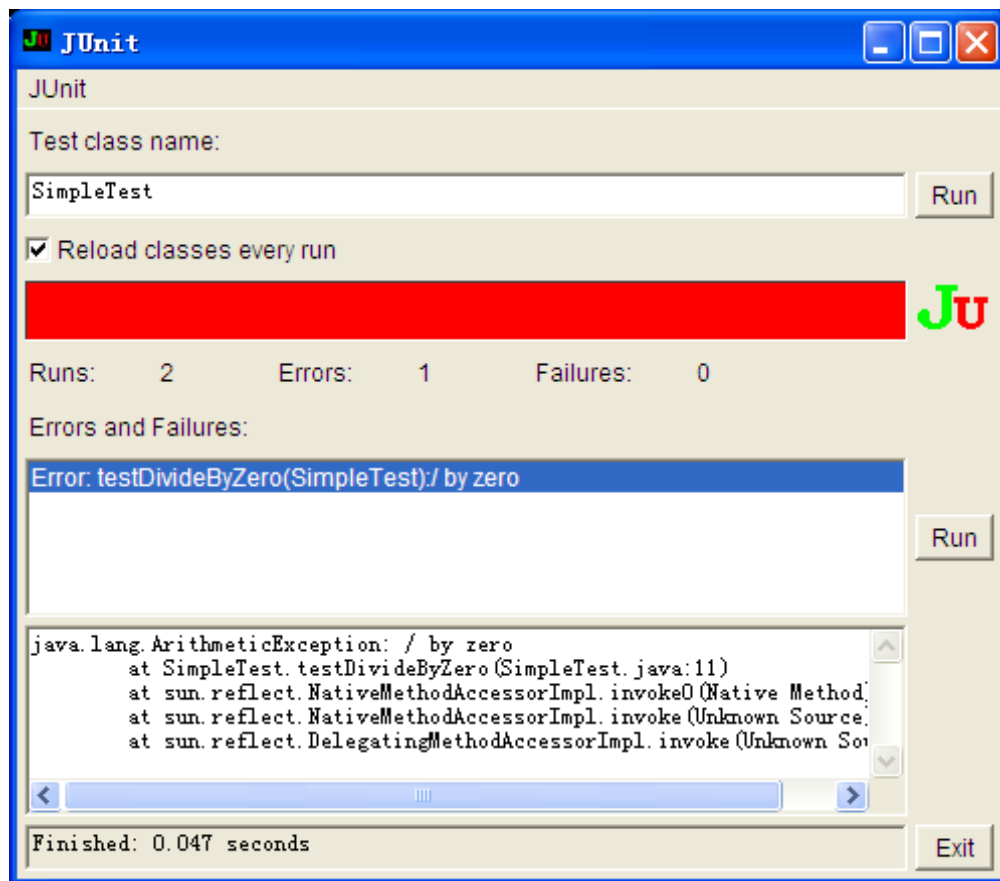 JU JUnit
JUnit
Test class name:
SimpleTest Run
Reload classes every run
JU
Runs: 2 Errors: 1 Failures: 0
Errors and Failures:
Error: testDivideByZero(SimpleTest):/ by zero
Run
java.lang.ArithmeticException: / by zero
at SimpleTest.testDivideByZero(SimpleTest.java:11)
at sun.reflect.NativeMethodAccessorImpl.invoke0(Native Method
at sun.reflect.NativeMethodAccessorImpl.invoke(Unknown Source
at sun.reflect.DelegatingMethodAccessorImpl.invoke(Unknown Sou
Finished: 0.047 seconds Exit